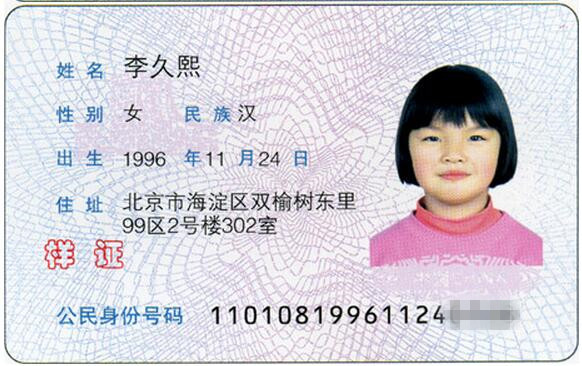 姓名 李久熙
性别 女 民族 汉
出生 1996 年 11 月 24 日
住址 北京市海淀区双榆树东里
99区2号楼302室
样证
公民身份号码 11010819961124